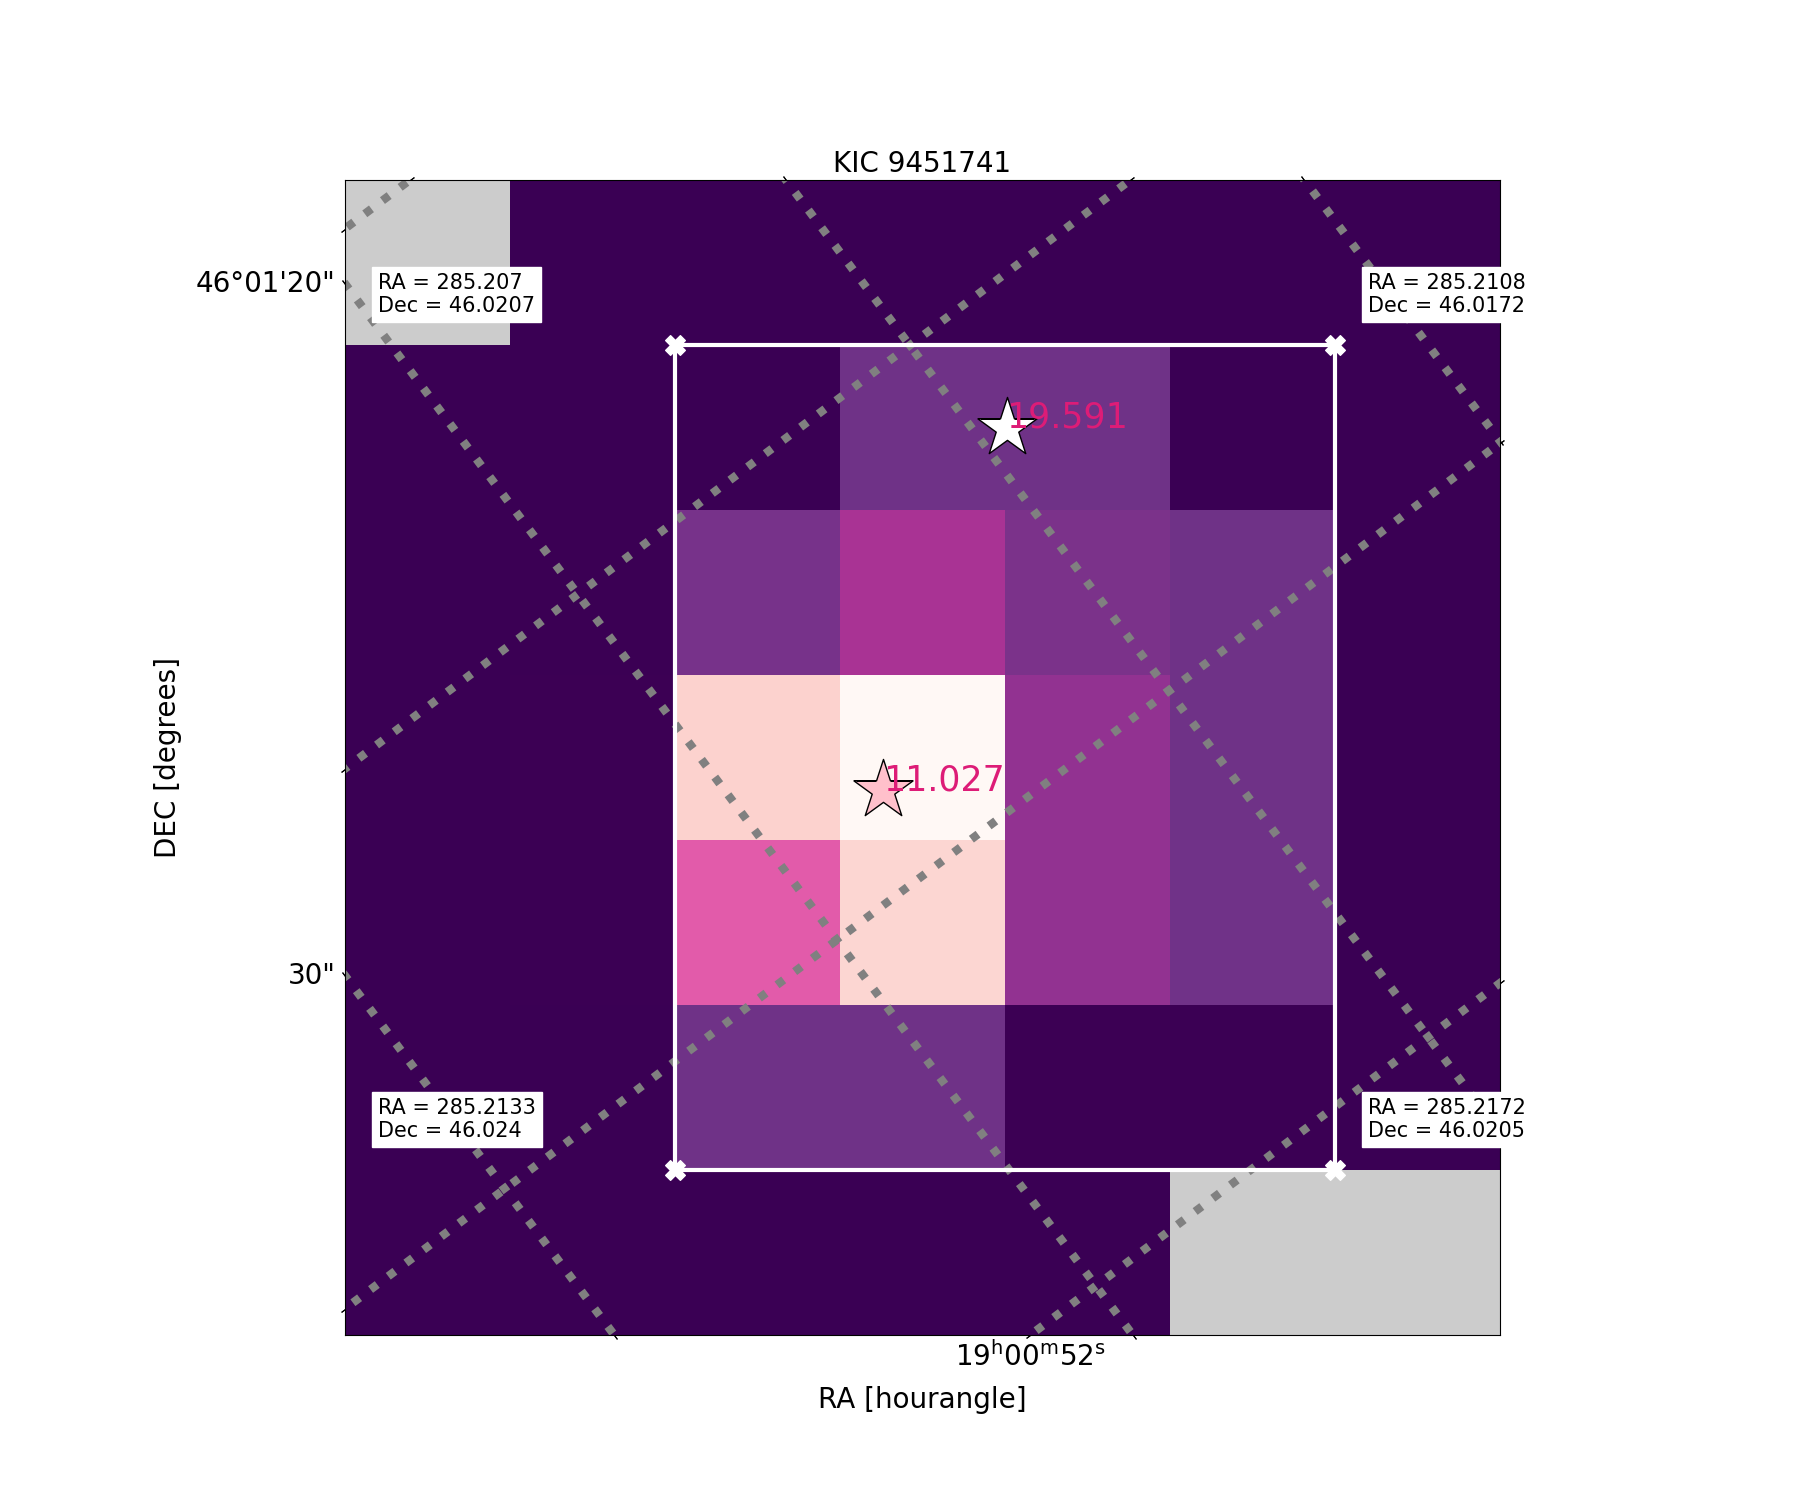 KIC 9451741
46°01'20"
RA = 285.207
Dec = 46.0207
RA = 285.2108
Dec = 46.0172
19.591
DEC [degrees]
11.027
30"
RA = 285.2133
Dec = 46.024
RA = 285.2172
Dec = 46.0205
19ʰ00ᵐ52ˢ
RA [hourangle]